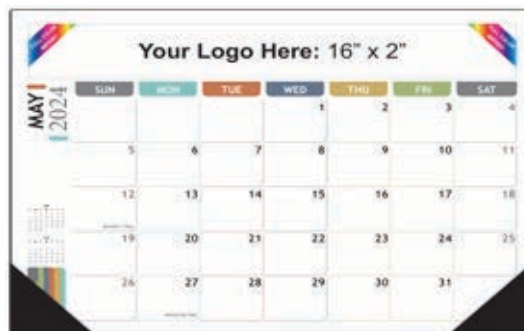 Your Logo Here: 16” x 2”
MAY 2024
SUN MON TUE WED THU FRI SAT
1 2 3 4
5 6 7 8 9 10 11
12 13 14 15 16 17 18
19 20 21 22 23 24 25
26 27 28 29 30 31